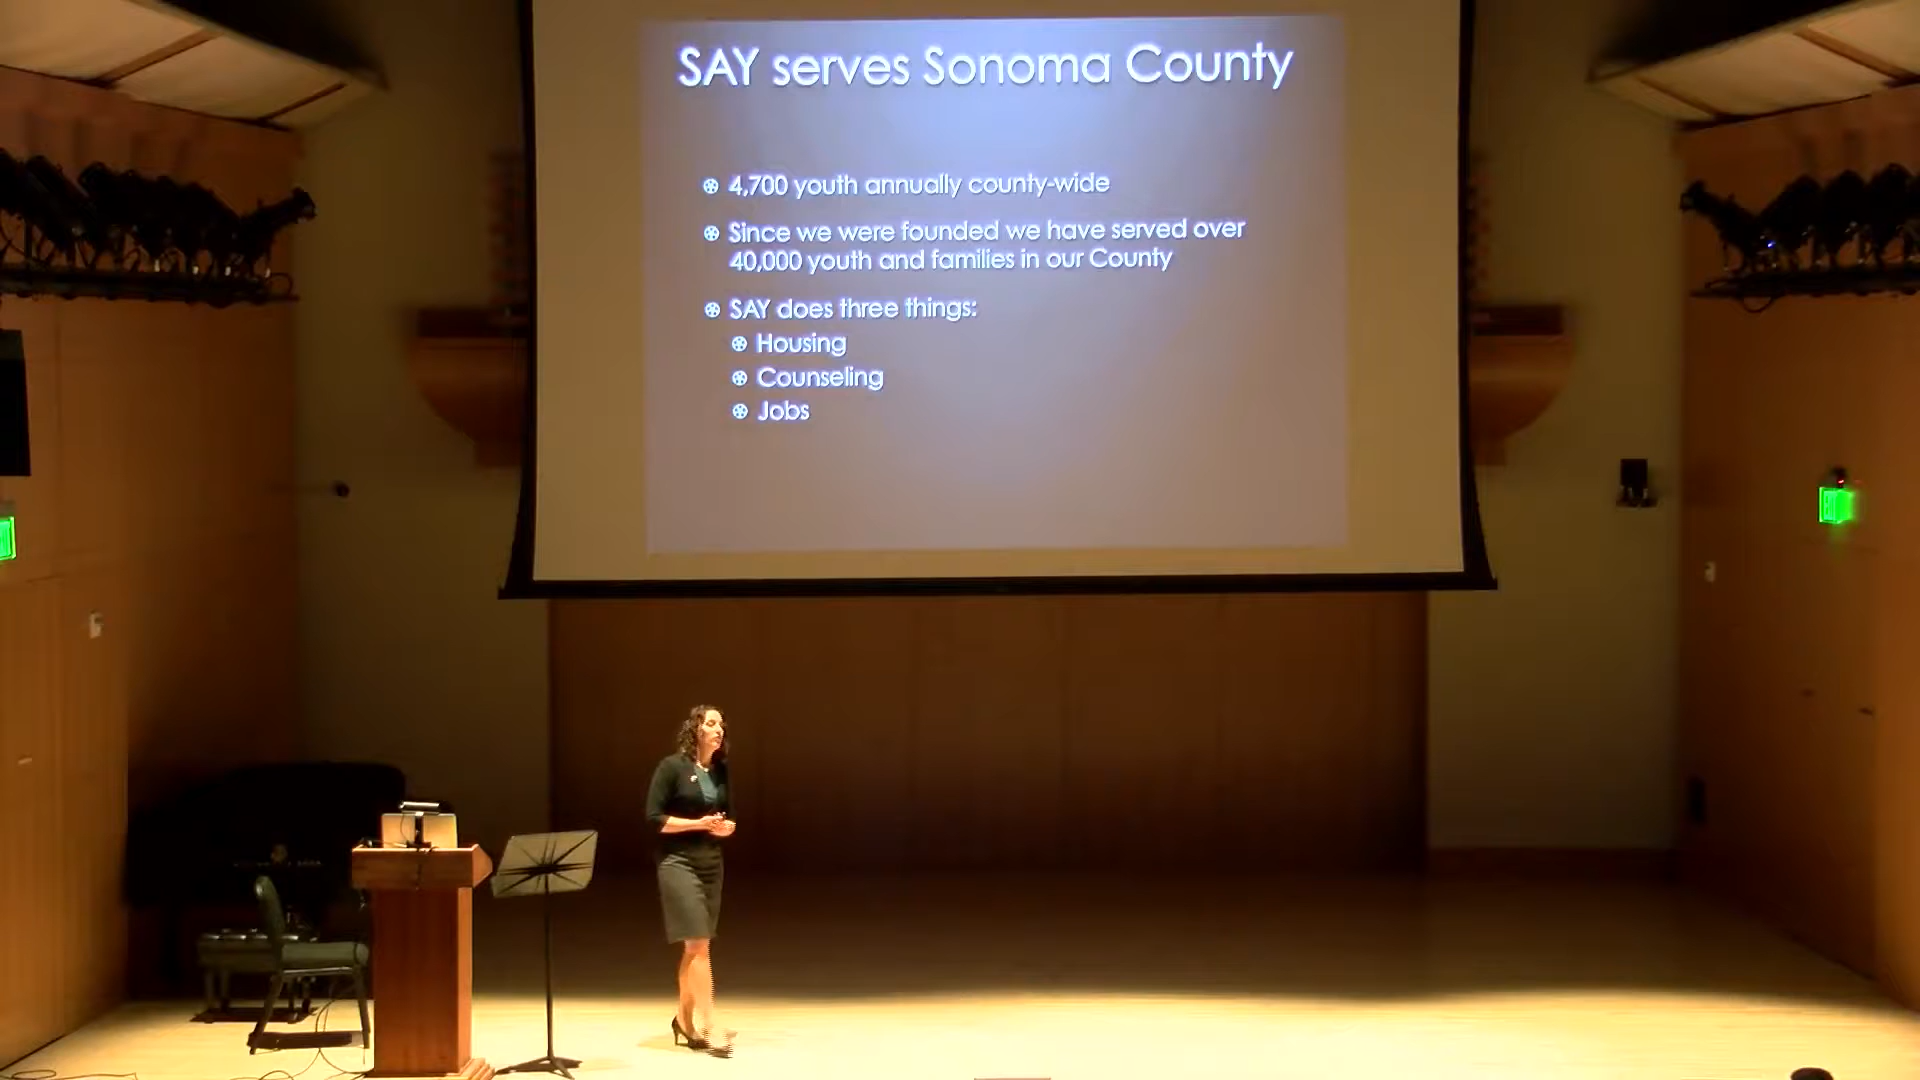 SAY serves Sonoma County
4,700 youth annually county-wide
Since we were founded we have served over
40,000 youth and families in our County
SAY does three things:
Housing
Counseling
Jobs